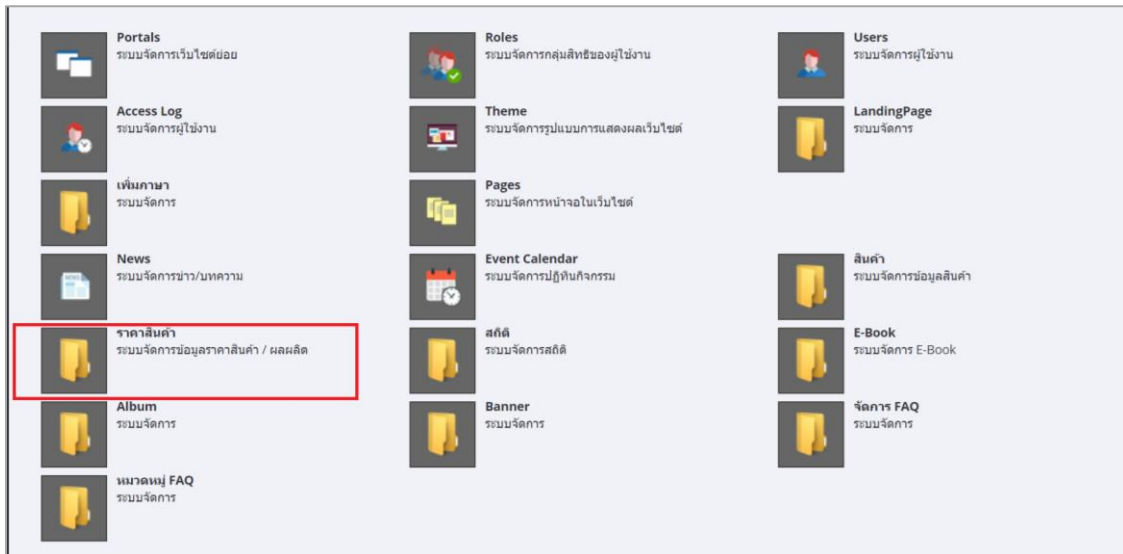 Portals
ระบบจัดการเว็บไซต์ย่อย
Roles
ระบบจัดการกลุ่มสิทธิของผู้ใช้งาน
Users
ระบบจัดการผู้ใช้งาน
Access Log
ระบบจัดการผู้ใช้งาน
Theme
ระบบจัดการรูปแบบการแสดงผลเว็บไซต์
LandingPage
ระบบจัดการ
เพิ่มภาษา
ระบบจัดการ
Pages
ระบบจัดการหน้าจอในเว็บไซต์
News
ระบบจัดการข่าว/บทความ
Event Calendar
ระบบจัดการปฏิทินกิจกรรม
สินค้า
ระบบจัดการข้อมูลสินค้า
ราคาสินค้า
ระบบจัดการข้อมูลราคาสินค้า / ผลผลิต
สถิติ
ระบบจัดการสถิติ
E-Book
ระบบจัดการ E-Book
Album
ระบบจัดการ
Banner
ระบบจัดการ
จัดการ FAQ
ระบบจัดการ
หมวดหมู่ FAQ
ระบบจัดการ